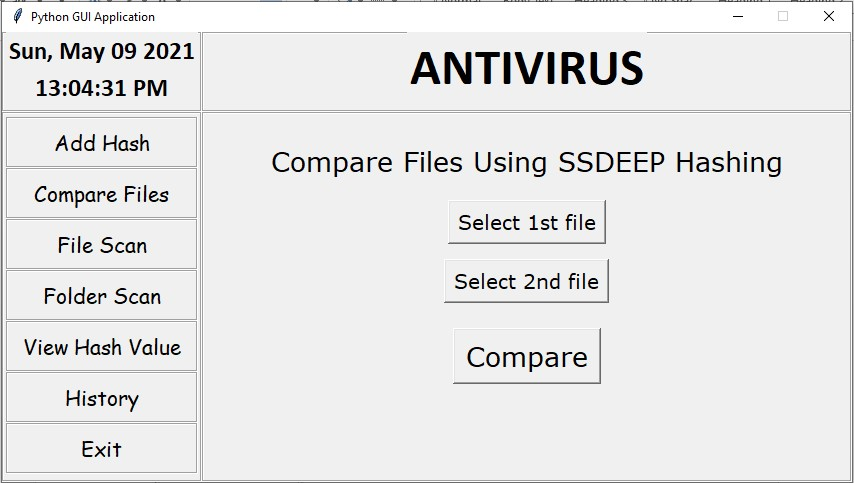 Python GUI Application
Sun, May 09 2021
13:04:31 PM
ANTIVIRUS
Add Hash
Compare Files
File Scan
Folder Scan
View Hash Value
History
Exit
Compare Files Using SSDEEP Hashing
Select 1st file
Select 2nd file
Compare